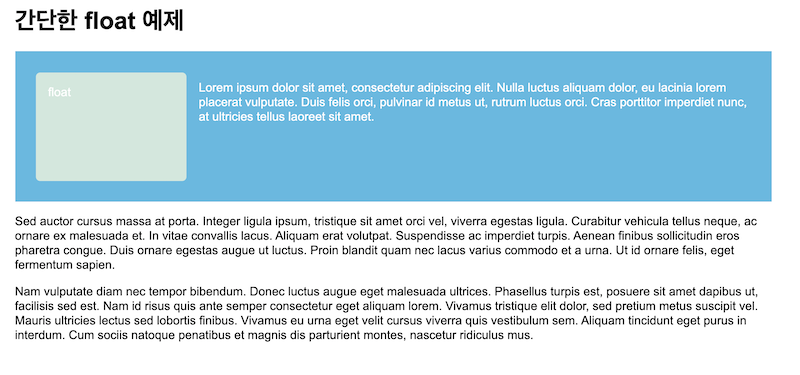 간단한 float 예제
float
Lorem ipsum dolor sit amet, consectetur adipiscing elit. Nulla luctus aliquam dolor, eu lacinia lorem
placerat vulputate. Duis felis orci, pulvinar id metus ut, rutrum luctus orci. Cras porttitor imperdiet nunc,
at ultricies tellus laoreet sit amet.
Sed auctor cursus massa at porta. Integer ligula ipsum, tristique sit amet orci vel, viverra egestas ligula. Curabitur vehicula tellus neque, ac
ornare ex malesuada et. In vitae convallis lacus. Aliquam erat volutpat. Suspendisse ac imperdiet turpis. Aenean finibus sollicitudin eros
pharetra congue. Duis ornare egestas augue ut luctus. Proin blandit quam nec lacus varius commodo et a urna. Ut id ornare felis, eget
fermentum sapien.
Nam vulputate diam nec tempor bibendum. Donec luctus augue eget malesuada ultrices. Phasellus turpis est, posuere sit amet dapibus ut,
facilisis sed est. Nam id risus quis ante semper consectetur eget aliquam lorem. Vivamus tristique elit dolor, sed pretium metus suscipit vel.
Mauris ultricies lectus sed lobortis finibus. Vivamus eu urna eget velit cursus viverra quis vestibulum sem. Aliquam tincidunt eget purus in
interdum. Cum sociis natoque penatibus et magnis dis parturient montes, nascetur ridiculus mus.